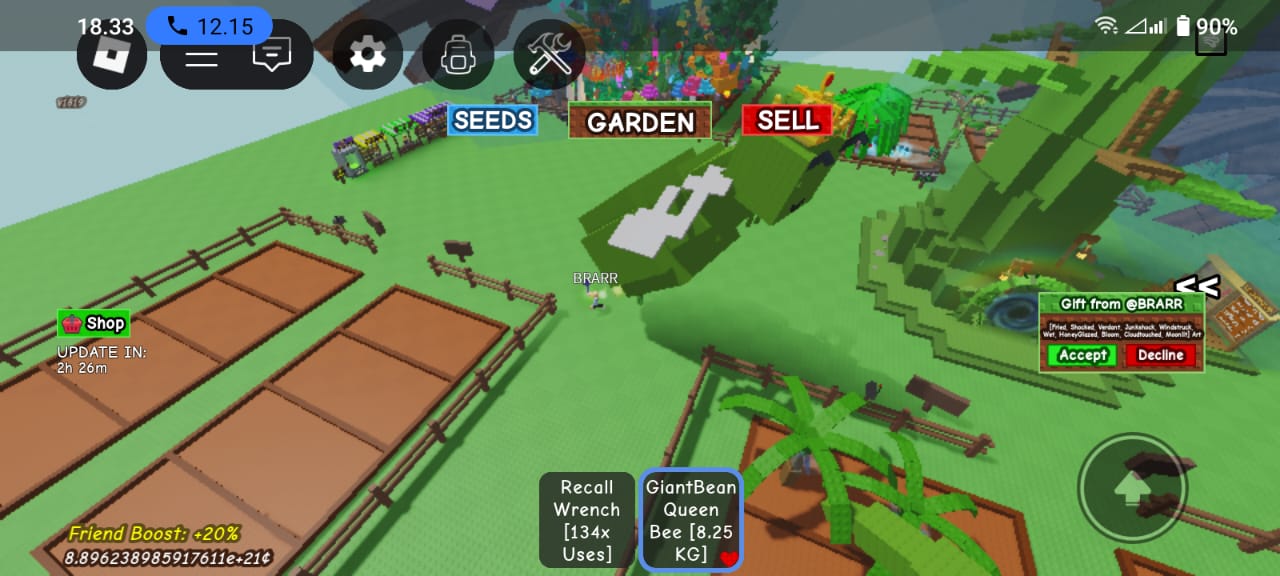 18.33
12.15
90%
v1819
SEEDS
GARDEN
SELL
BRARR
<<
Gift from @BRARR
[Fried, Shocked, Verdant, Junkshock, Windstruck,
Wet, HoneyGlazed, Bloom, Cloudtouched, Moonlit] Art
Accept
Decline
Shop
UPDATE IN:
2h 26m
Recall
Wrench
[134x
Uses]
GiantBean
Queen
Bee [8.25
KG]
Friend Boost: +20%
8.896238985917611e+21¢